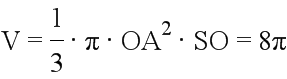 V = 1/3 · π · OA² · SO = 8π